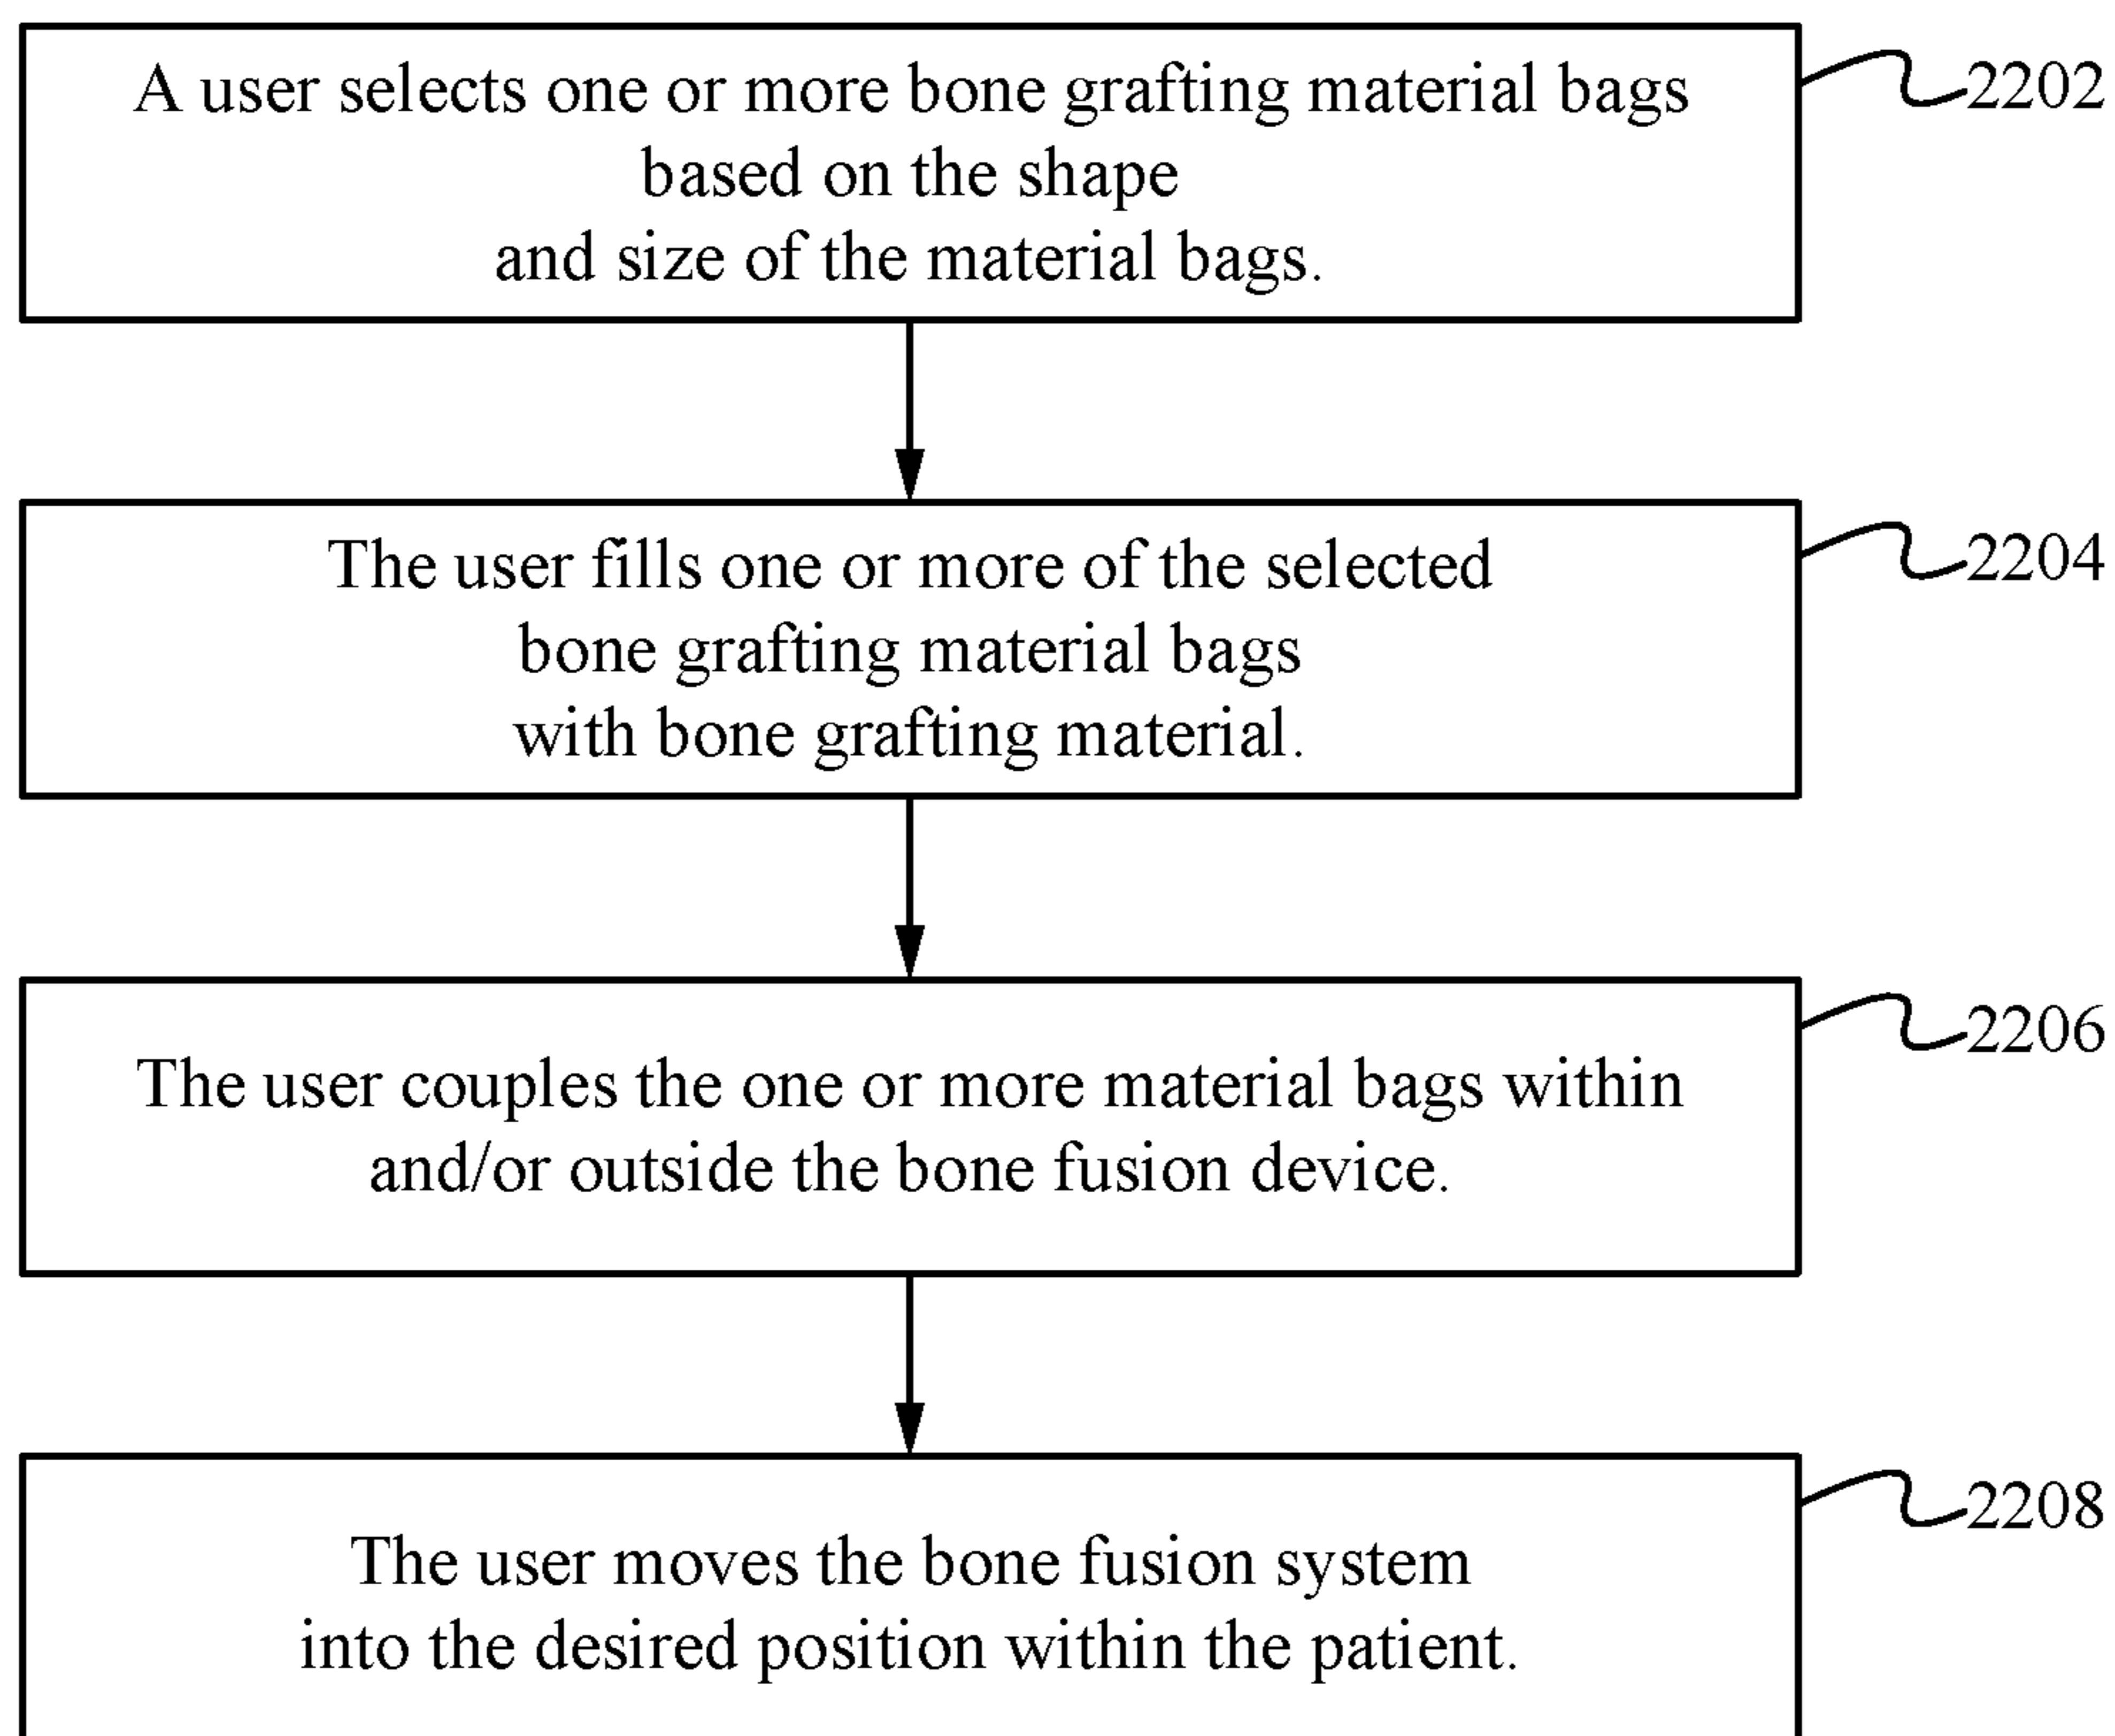 A user selects one or more bone grafting material bags
based on the shape
and size of the material bags.
2202
The user fills one or more of the selected
bone grafting material bags
with bone grafting material.
2204
The user couples the one or more material bags within
and/or outside the bone fusion device.
2206
The user moves the bone fusion system
into the desired position within the patient.
2208